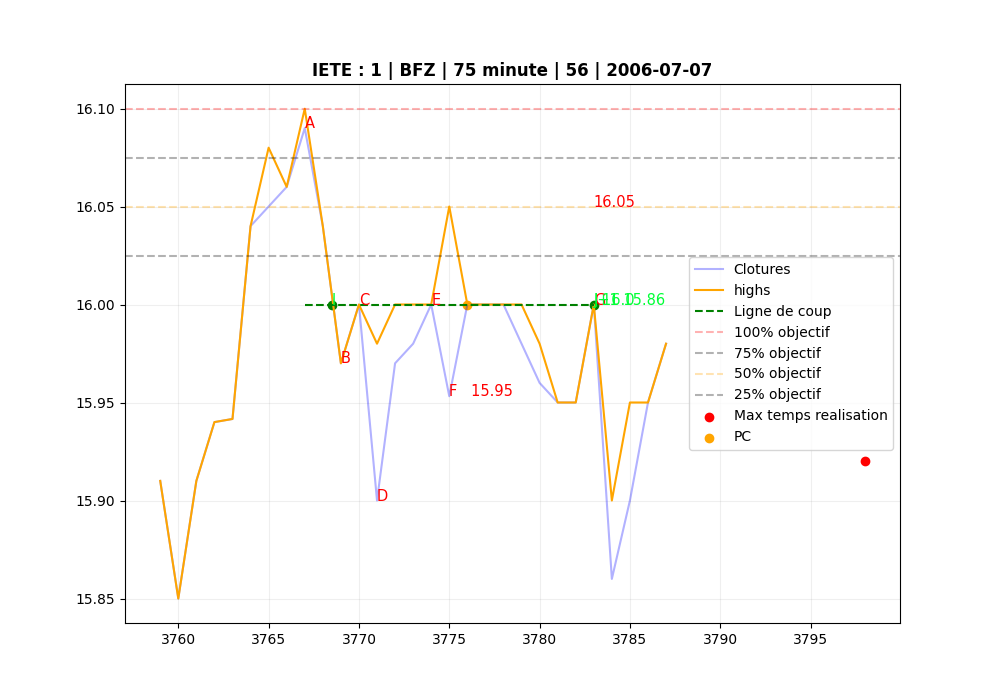 IETE : 1 | BFZ | 75 minute | 56 | 2006-07-07
16.10
A
16.05
16.05
Clotures
highs
16.00
C
E
15.86
Ligne de coup
100% objectif
B
75% objectif
50% objectif
15.95
F 15.95
25% objectif
Max temps realisation
PC
15.90
D
15.85
3760
3765
3770
3775
3780
3785
3790
3795